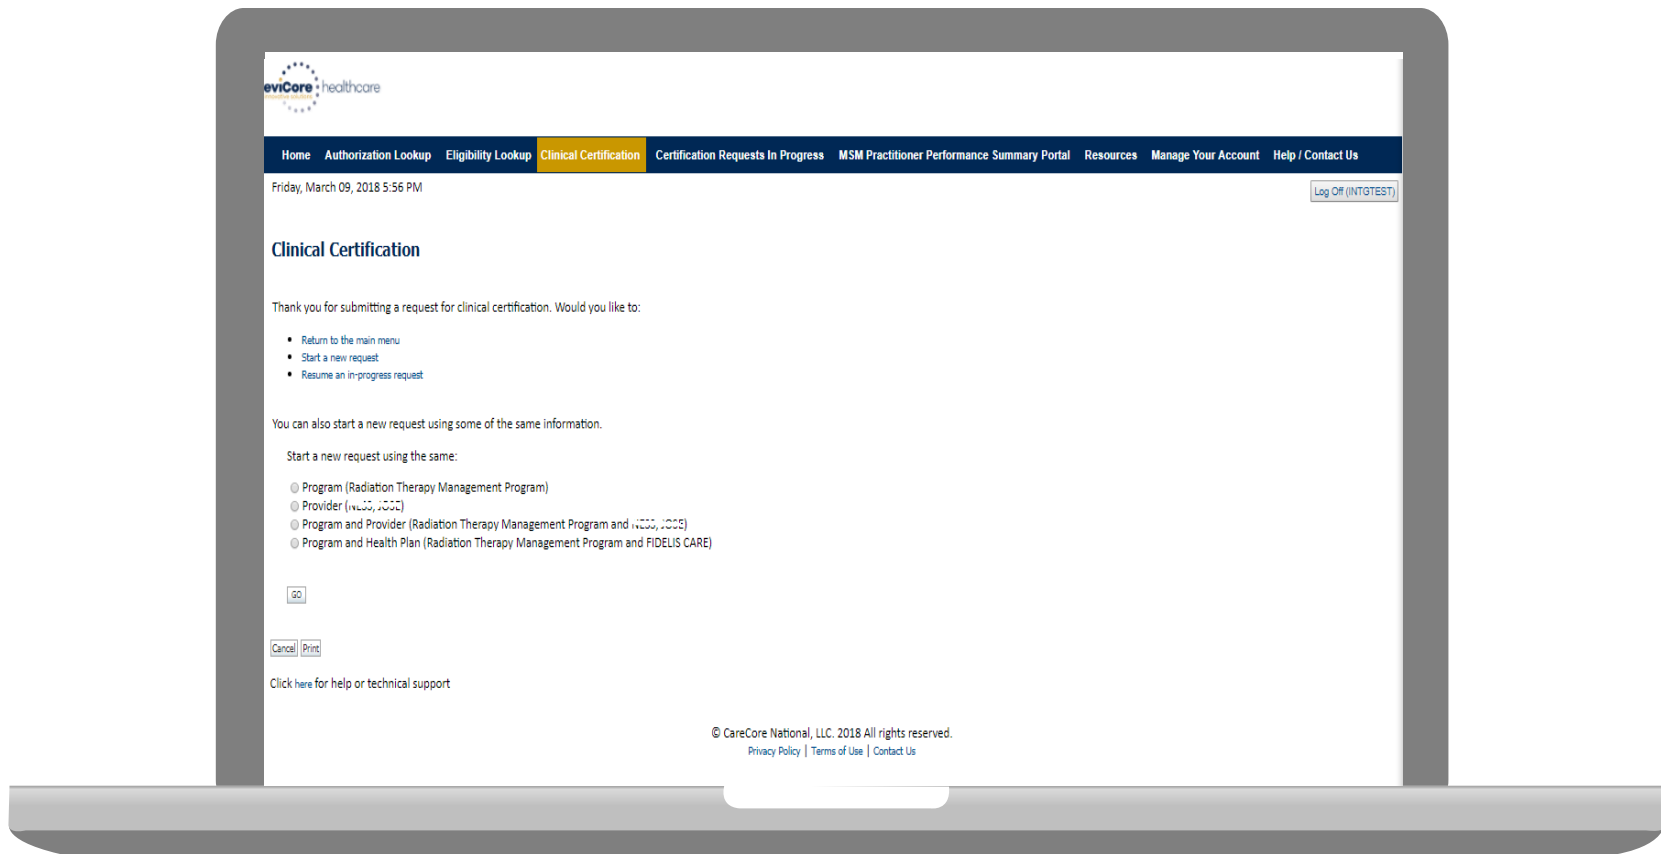 eviCore healthcare
innovative solutions
Home Authorization Lookup Eligibility Lookup Clinical Certification Certification Requests In Progress MSM Practitioner Performance Summary Portal Resources Manage Your Account Help / Contact Us
Friday, March 09, 2018 5:56 PM
Log Off (INTGTEST)
Clinical Certification
Thank you for submitting a request for clinical certification. Would you like to:
• Return to the main menu
• Start a new request
• Resume an in-progress request
You can also start a new request using some of the same information.
Start a new request using the same:
Program (Radiation Therapy Management Program)
Provider ()
Program and Provider (Radiation Therapy Management Program and )
Program and Health Plan (Radiation Therapy Management Program and FIDELIS CARE)
GO
Cancel Print
Click here for help or technical support
© CareCore National, LLC. 2018 All rights reserved.
Privacy Policy | Terms of Use | Contact Us